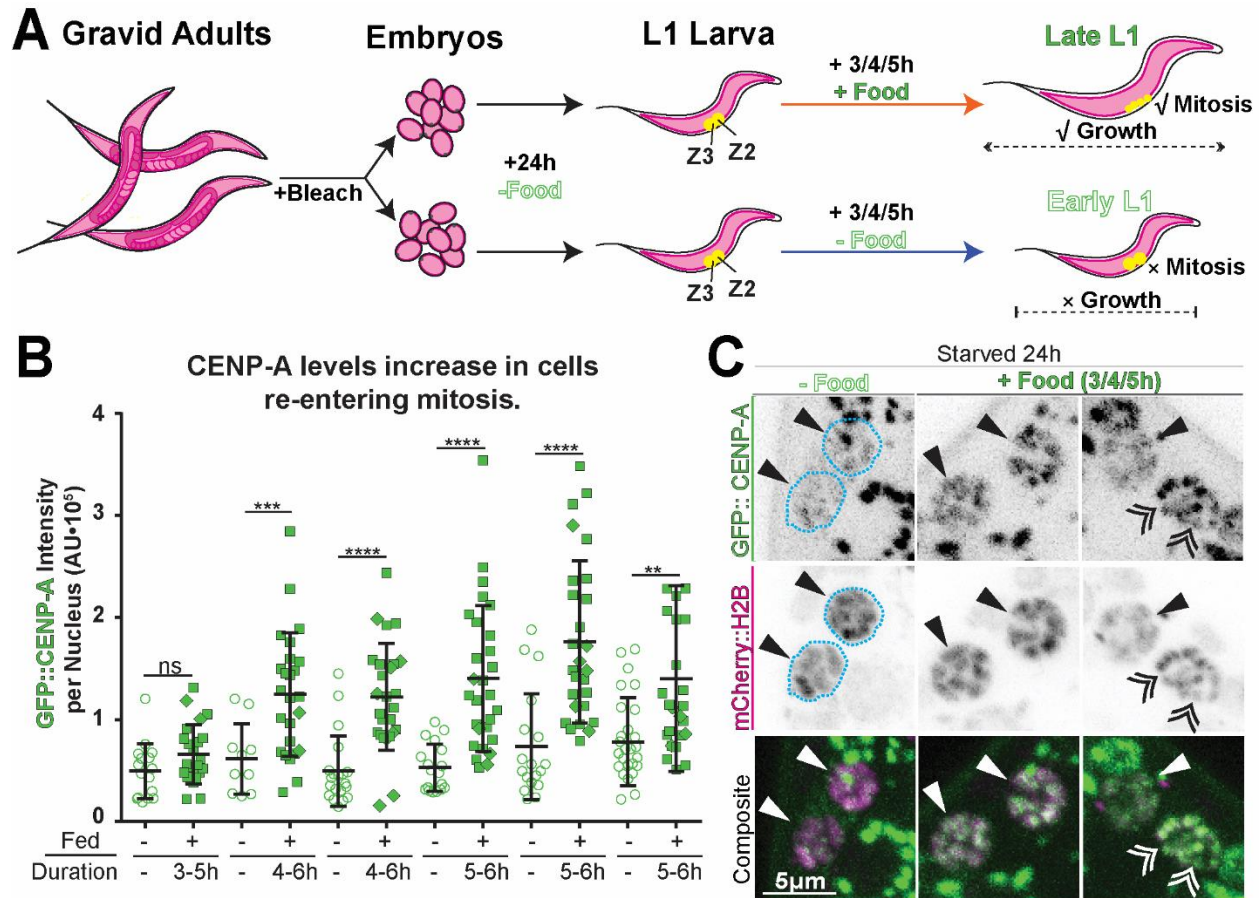 A
Gravid Adults
Embryos
L1 Larva
+ 3/4/5h
+ Food
Late L1
√ Mitosis
√ Growth
+Bleach
+24h
-Food
Z3 Z2
+ 3/4/5h
- Food
Early L1
× Mitosis
× Growth
Z3 Z2
B
CENP-A levels increase in cells
re-entering mitosis.
GFP::CENP-A Intensity
per Nucleus (AU•10⁵)
4
3
2
1
0
ns
***
****
****
****
**
Fed - + - + - + - + - + - +
Duration - 3-5h - 4-6h - 4-6h - 5-6h - 5-6h - 5-6h
C
Starved 24h
- Food
+ Food (3/4/5h)
GFP:: CENP-A
mCherry::H2B
Composite
5µm